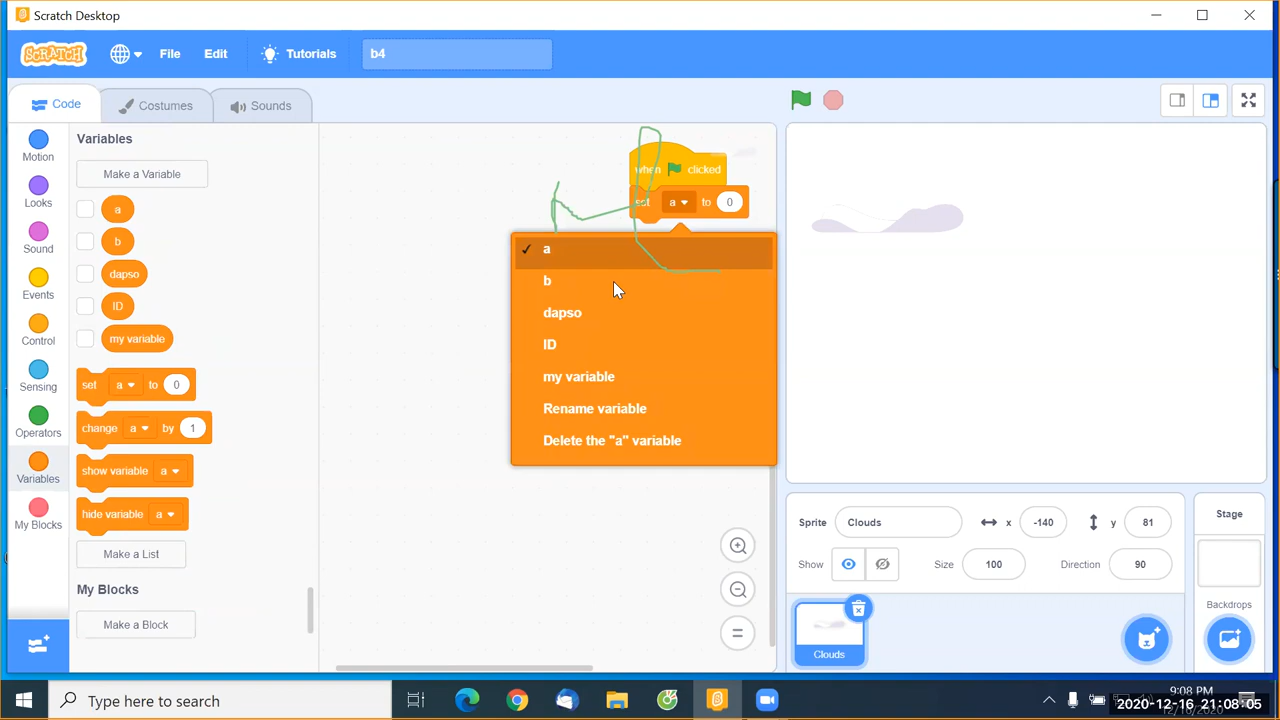 Scratch Desktop
SCRATCH File Edit Tutorials b4
Code Costumes Sounds
Motion
Looks
Sound
Events
Control
Sensing
Operators
Variables
My Blocks
Variables
Make a Variable
a
b
dapso
ID
my variable
set a to 0
change a by 1
show variable a
hide variable a
Make a List
My Blocks
Make a Block
when clicked
set a to 0
✓ a
b
dapso
ID
my variable
Rename variable
Delete the "a" variable
Sprite Clouds x -140 y 81
Show Size 100 Direction 90
Clouds
Stage
Backdrops
Type here to search
9:08 PM
2020-12-16 21:08:05